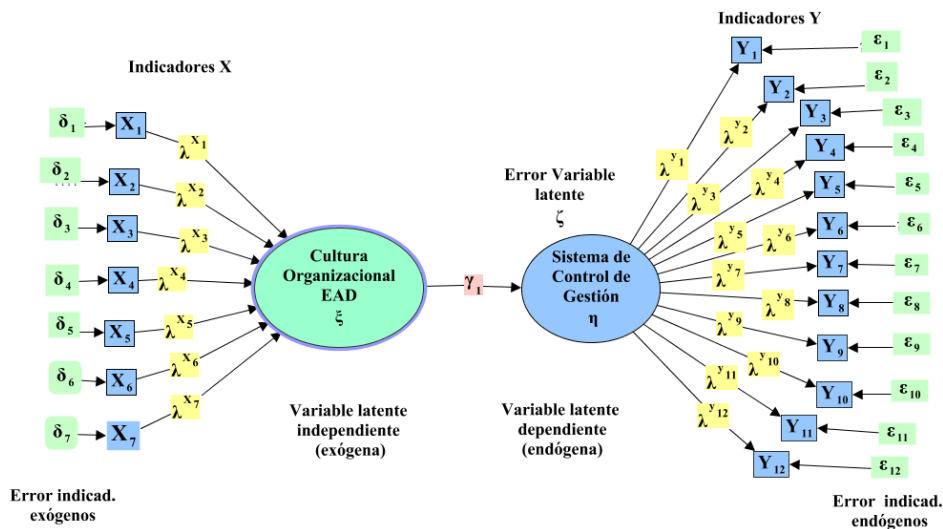 Indicadores X
δ1
X1
λX1
δ2
X2
λX2
δ3
X3
λX3
δ4
X4
λX4
δ5
X5
λX5
δ6
X6
λX6
δ7
X7
λX7
Error indicad.
exógenos
Cultura
Organizacional
EAD
ξ
Variable latente
independiente
(exógena)
γ1
Error Variable
latente
ζ
Sistema de
Control de
Gestión
η
Variable latente
dependiente
(endógena)
Indicadores Y
λy1
Y1
ε1
λy2
Y2
ε2
λy3
Y3
ε3
λy4
Y4
ε4
λy5
Y5
ε5
λy6
Y6
ε6
λy7
Y7
ε7
λy8
Y8
ε8
λy9
Y9
ε9
λy10
Y10
ε10
λy11
Y11
ε11
λy12
Y12
ε12
Error indicad.
endógenos